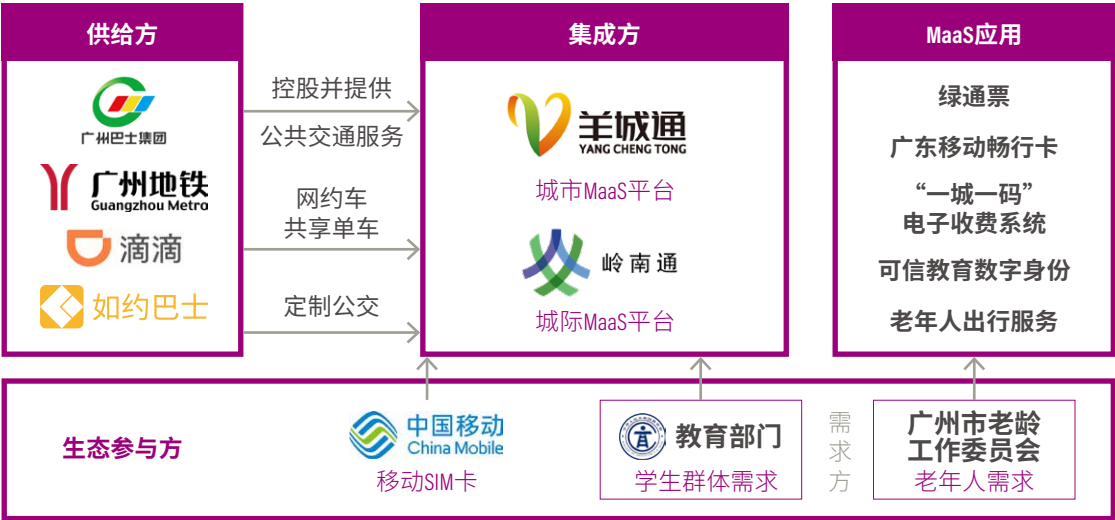 供给方
广州巴士集团
广州地铁
Guangzhou Metro
滴滴
如约巴士
控股并提供
公共交通服务
网约车
共享单车
定制公交
集成方
羊城通
YANG CHENG TONG
城市MaaS平台
岭南通
城际MaaS平台
MaaS应用
绿通票
广东移动畅行卡
“一城一码”
电子收费系统
可信教育数字身份
老年人出行服务
生态参与方
中国移动
China Mobile
移动SIM卡
教育部门
学生群体需求
需
求
方
广州市老龄
工作委员会
老年人需求